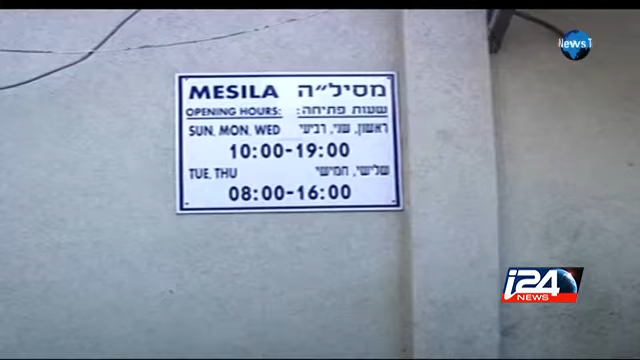 News1
MESILA מסיל״ה
OPENING HOURS: שעות פתיחה:
SUN, MON, WED ראשון, שני, רביעי
10:00-19:00
TUE, THU שלישי, חמישי
08:00-16:00
i24
NEWS